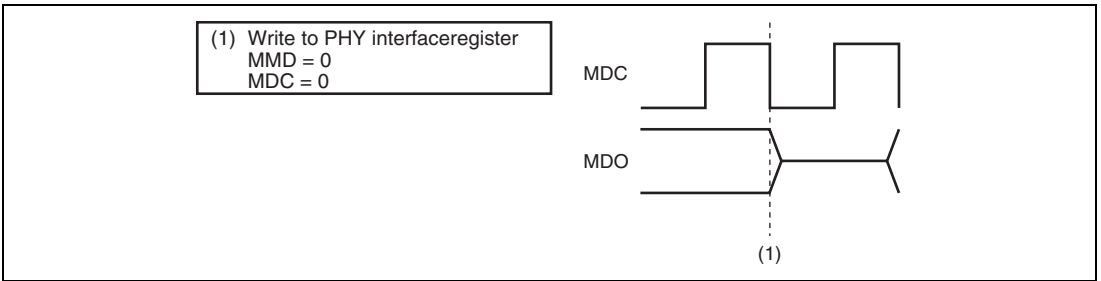 (1) Write to PHY interfaceregister
MMD = 0
MDC = 0
MDC
MDO
(1)